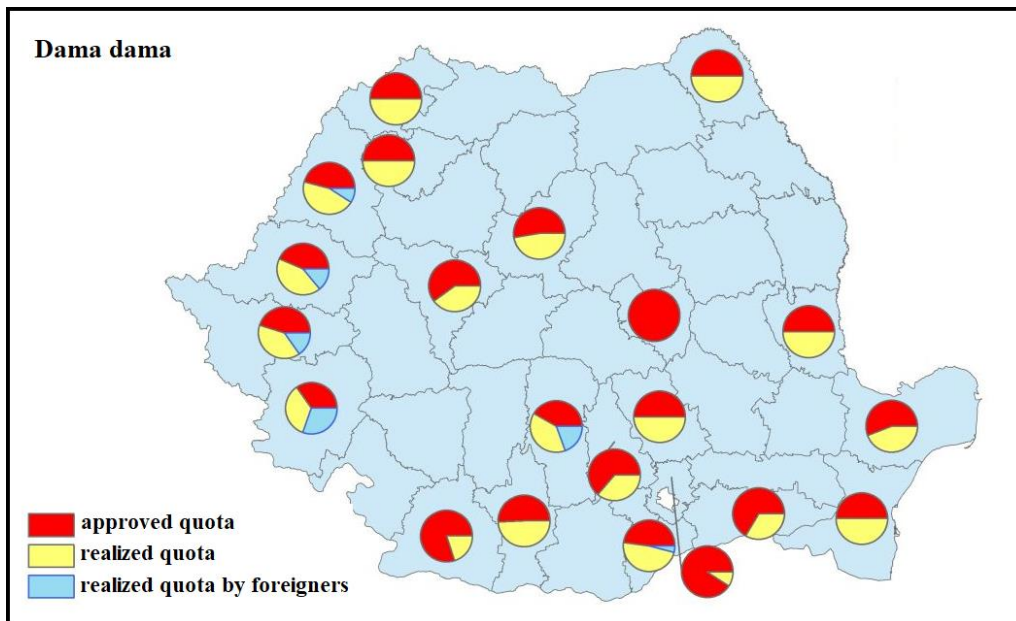 Dama dama
approved quota
realized quota
realized quota by foreigners